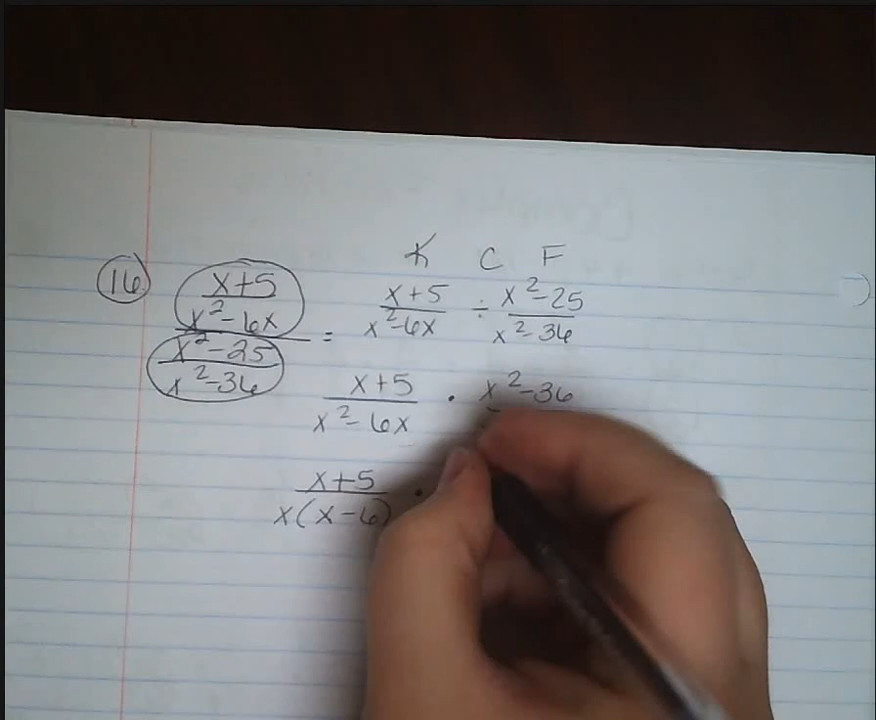 K C F
16 (x+5)/(x²-6x) / (x²-25)/(x²-36) = (x+5)/(x²-6x) ÷ (x²-25)/(x²-36)
(x+5)/(x²-6x) · x²-36
(x+5)/(x(x-6)) ·